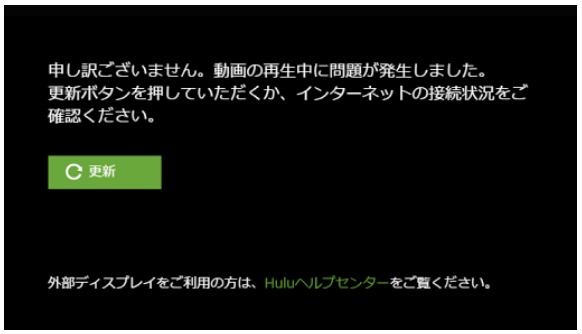 申し訳ございません。動画の再生中に問題が発生しました。
更新ボタンを押していただくか、インターネットの接続状況をご
確認ください。
更新
外部ディスプレイをご利用の方は、Huluヘルプセンターをご覧ください。